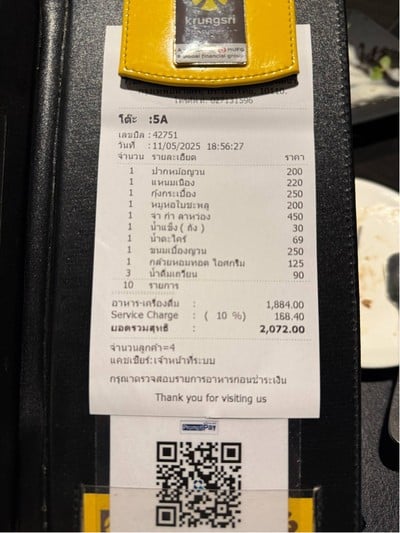 krungsri
MUFG
a global financial group
โต๊ะ :5A
เลขบิล : 42751
วันที่ : 11/05/2025 18:56:27
จำนวน รายละเอียด ราคา
1 ปากหม้อญวน 200
1 แหนมเนือง 220
1 กุ้งกระเบื้อง 250
1 หมูห่อใบชะพลู 200
1 จ๋า ก๋า ลาหว่อง 450
1 น้ำแข็ง ( ถัง ) 30
1 น้ำตะไคร้ 69
1 ขนมเบื้องญวน 250
1 กล้วยหอมทอด ไอศกรีม 125
3 น้ำดื่มเถวียน 90
10 รายการ
อาหาร-เครื่องดื่ม : 1,884.00
Service Charge : ( 10 %) 188.40
ยอดรวมสุทธิ : 2,072.00
จำนวนลูกค้า=4
แคชเชียร์:เจ้าหน้าที่ระบบ
กรุณาตรวจสอบรายการอาหารก่อนชำระเงิน
Thank you for visiting us
PromptPay